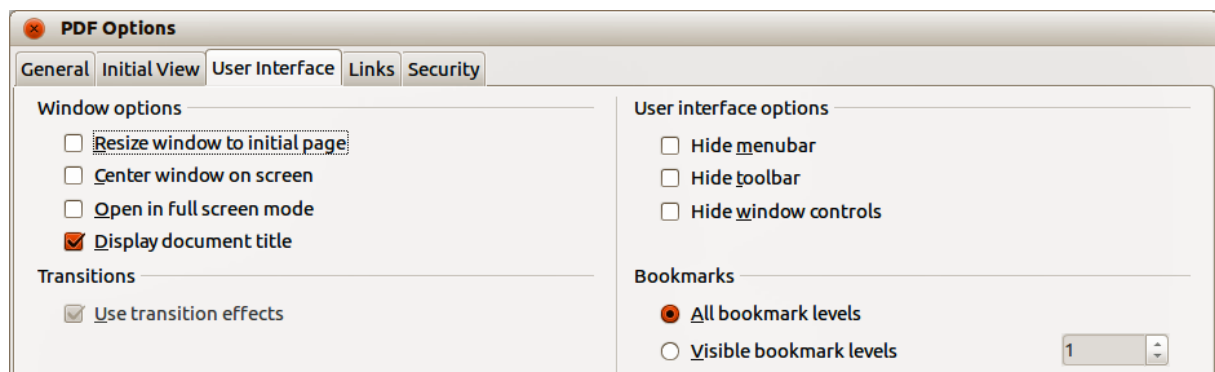 PDF Options
General Initial View User Interface Links Security
Window options
Resize window to initial page
Center window on screen
Open in full screen mode
Display document title
Transitions
Use transition effects
User interface options
Hide menubar
Hide toolbar
Hide window controls
Bookmarks
All bookmark levels
Visible bookmark levels 1